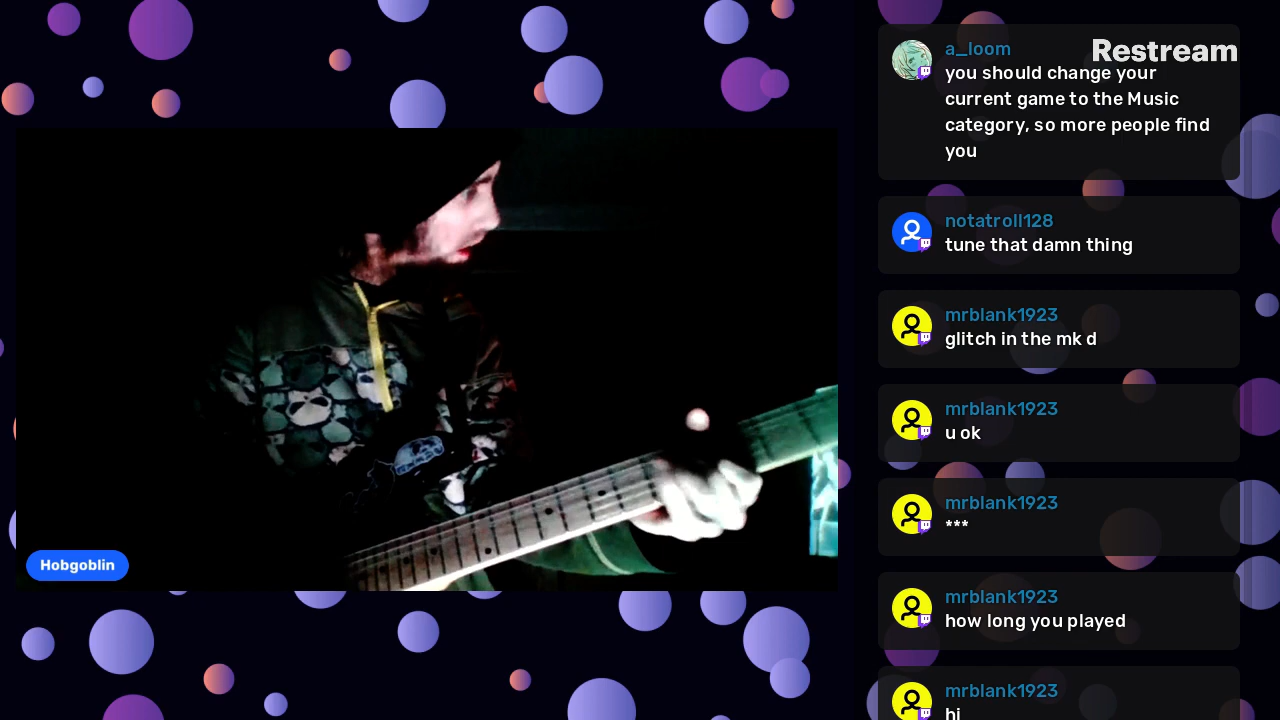 Restream
a_loom
you should change your
current game to the Music
category, so more people find
you
notatroll128
tune that damn thing
mrblank1923
glitch in the mk d
mrblank1923
u ok
mrblank1923
***
mrblank1923
how long you played
mrblank1923
hi
Hobgoblin